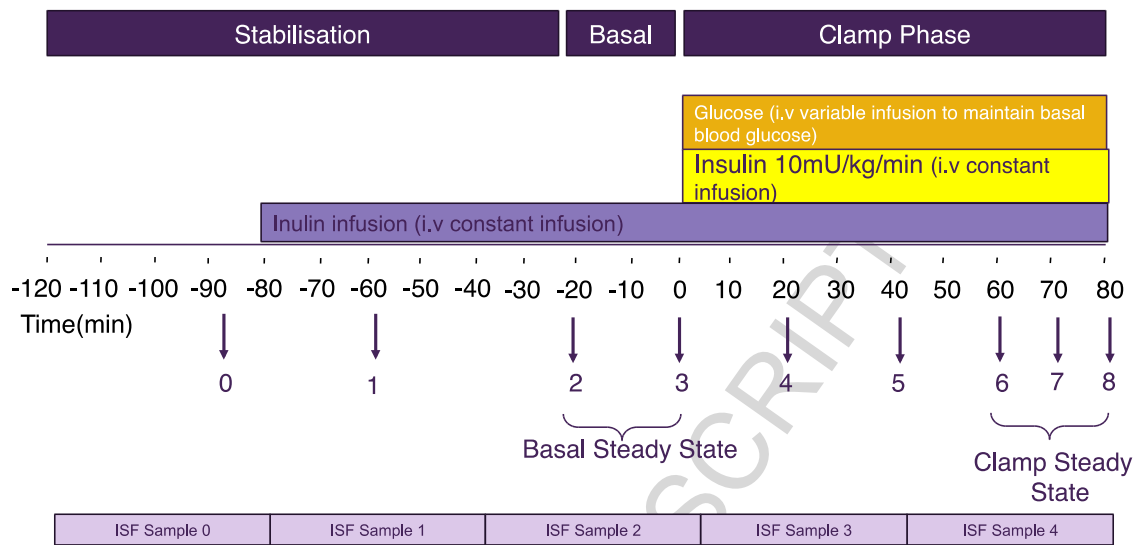 Stabilisation Basal Clamp Phase
Glucose (i.v variable infusion to maintain basal
blood glucose)
Insulin 10mU/kg/min (i.v constant
infusion)
Inulin infusion (i.v constant infusion)
-120 -110 -100 -90 -80 -70 -60 -50 -40 -30 -20 -10 0 10 20 30 40 50 60 70 80
Time(min)
0 1 2 3 4 5 6 7 8
Basal Steady State
Clamp Steady
State
SCRIPT
ISF Sample 0 ISF Sample 1 ISF Sample 2 ISF Sample 3 ISF Sample 4